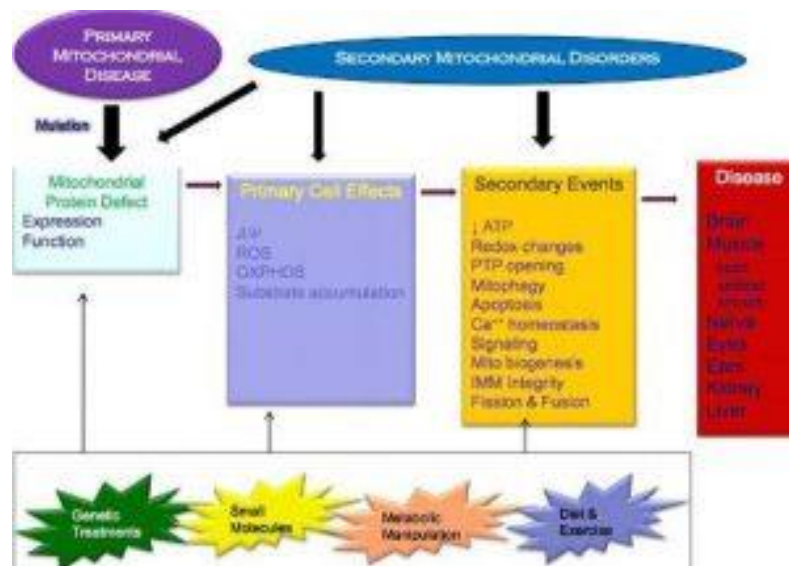 PRIMARY
MITOCHONDRIAL
DISEASE
SECONDARY MITOCHONDRIAL DISORDERS
Mutation
Mitochondrial
Protein Defect
Expression
Function
Primary Cell Effects
ROS
OXPHOS
Substrate accumulation
Secondary Events
↓ ATP
Redox changes
PTP opening
Mitophagy
Apoptosis
Ca⁺⁺ homeostasis
Signaling
Mito biogenesis
IMM Integrity
Fission & Fusion
Disease
Brain
Muscle
Nerve
Eyes
Ears
Kidney
Liver
Genetic
Treatments
Small
Molecules
Metabolic
Manipulation
Diet &
Exercise